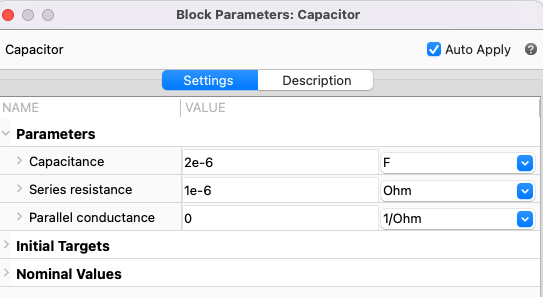 Block Parameters: Capacitor
Capacitor
Auto Apply
Settings
Description
NAME VALUE
Parameters
Capacitance 2e-6 F
Series resistance 1e-6 Ohm
Parallel conductance 0 1/Ohm
Initial Targets
Nominal Values